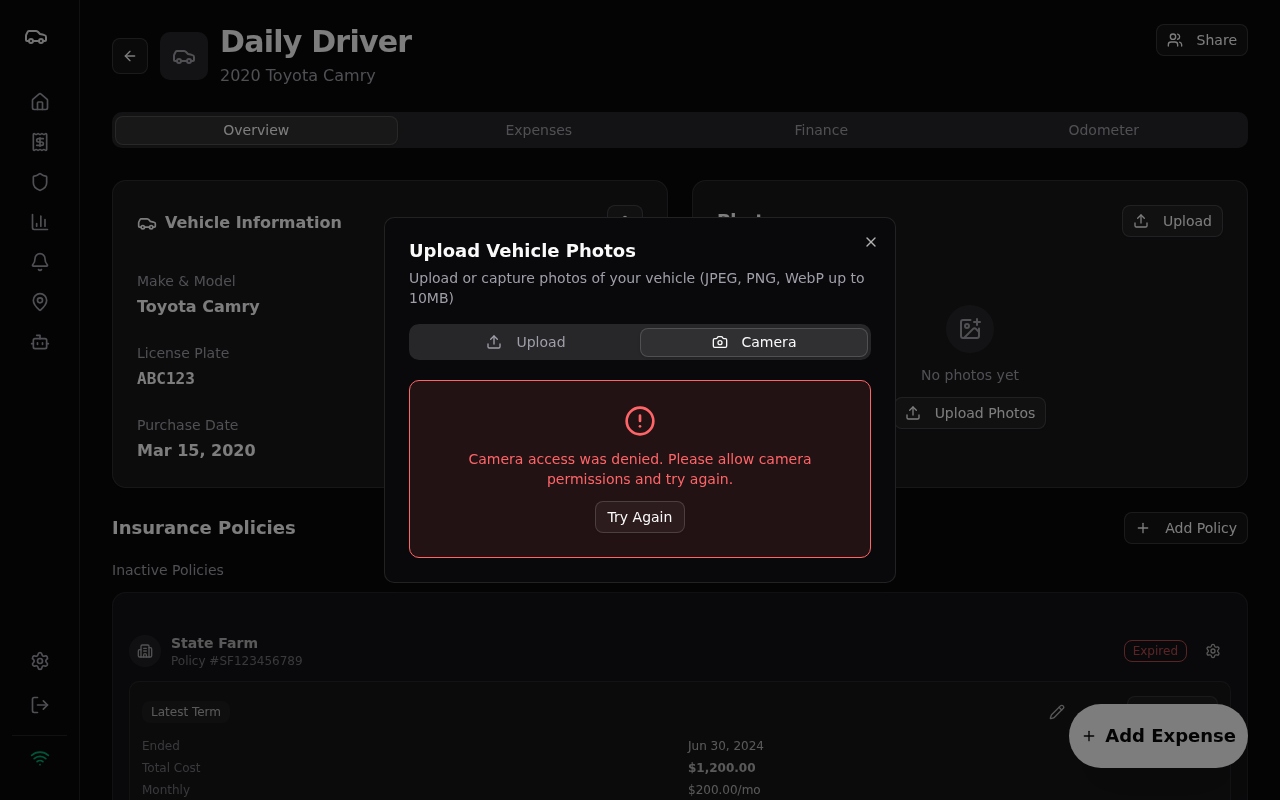 Daily Driver
2020 Toyota Camry
Share
Overview
Expenses
Finance
Odometer
Vehicle Information
Upload
Make & Model
Toyota Camry
License Plate
ABC123
Purchase Date
Mar 15, 2020
Upload Vehicle Photos
Upload or capture photos of your vehicle (JPEG, PNG, WebP up to
10MB)
Upload
Camera
Camera access was denied. Please allow camera
permissions and try again.
Try Again
No photos yet
Upload Photos
Insurance Policies
Add Policy
Inactive Policies
State Farm
Policy #SF123456789
Expired
Latest Term
Ended
Jun 30, 2024
Total Cost
$1,200.00
Monthly
$200.00/mo
Add Expense